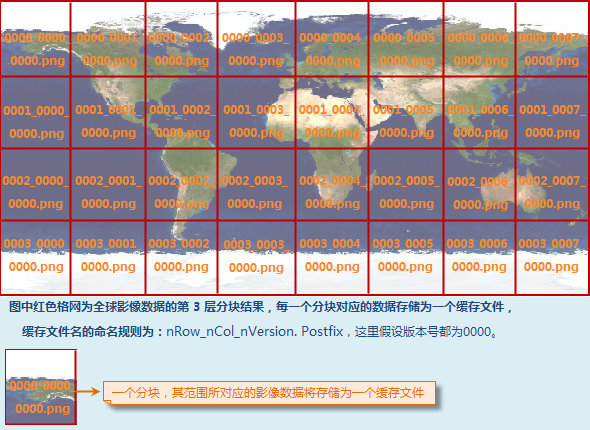 0000_0000_ 0000_0001_ 0000_0002_ 0000_0003_ 0000_0004_ 0000_0005_ 0000_0006_ 0000_0007_
0000.png 0000.png 0000.png 0000.png 0000.png 0000.png 0000.png 0000.png
0001_0000_ 0001_0001_ 0001_0002_ 0001_0003_ 0001_0004_ 0001_0005_ 0001_0006_ 0001_0007_
0000.png 0000.png 0000.png 0000.png 0000.png 0000.png 0000.png 0000.png
0002_0000_ 0002_0001_ 0002_0002_ 0002_0003_ 0002_0004_ 0002_0005_ 0002_0006_ 0002_0007_
0000.png 0000.png 0000.png 0000.png 0000.png 0000.png 0000.png 0000.png
0003_0000_ 0003_0001_ 0003_0002_ 0003_0003_ 0003_0004_ 0003_0005_ 0003_0006_ 0003_0007_
0000.png 0000.png 0000.png 0000.png 0000.png 0000.png 0000.png 0000.png
图中红色格网为全球影像数据的第 3 层分块结果，每一个分块对应的数据存储为一个缓存文件，
缓存文件名的命名规则为：nRow_nCol_nVersion. Postfix，这里假设版本号都为0000。
0000_0000_
0000.png
一个分块，其范围所对应的影像数据将存储为一个缓存文件